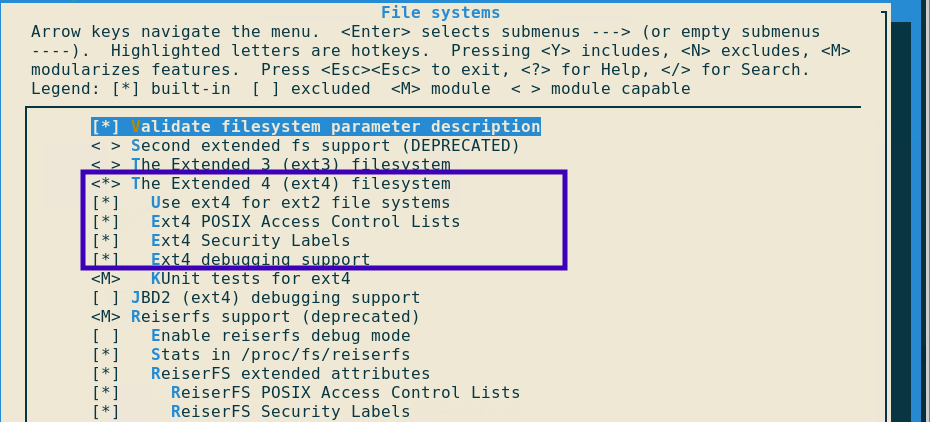 File systems
Arrow keys navigate the menu.  <Enter> selects submenus ---> (or empty submenus
----).  Highlighted letters are hotkeys.  Pressing <Y> includes, <N> excludes, <M>
modularizes features.  Press <Esc><Esc> to exit, <?> for Help, </> for Search.
Legend: [*] built-in  [ ] excluded  <M> module  < > module capable
[*] Validate filesystem parameter description
< > Second extended fs support (DEPRECATED)
< > The Extended 3 (ext3) filesystem
<*> The Extended 4 (ext4) filesystem
[*]   Use ext4 for ext2 file systems
[*]   Ext4 POSIX Access Control Lists
[*]   Ext4 Security Labels
[*]   Ext4 debugging support
<M>   KUnit tests for ext4
[ ] JBD2 (ext4) debugging support
<M> Reiserfs support (deprecated)
[ ]   Enable reiserfs debug mode
[*]   Stats in /proc/fs/reiserfs
[*]   ReiserFS extended attributes
[*]     ReiserFS POSIX Access Control Lists
[*]     ReiserFS Security Labels